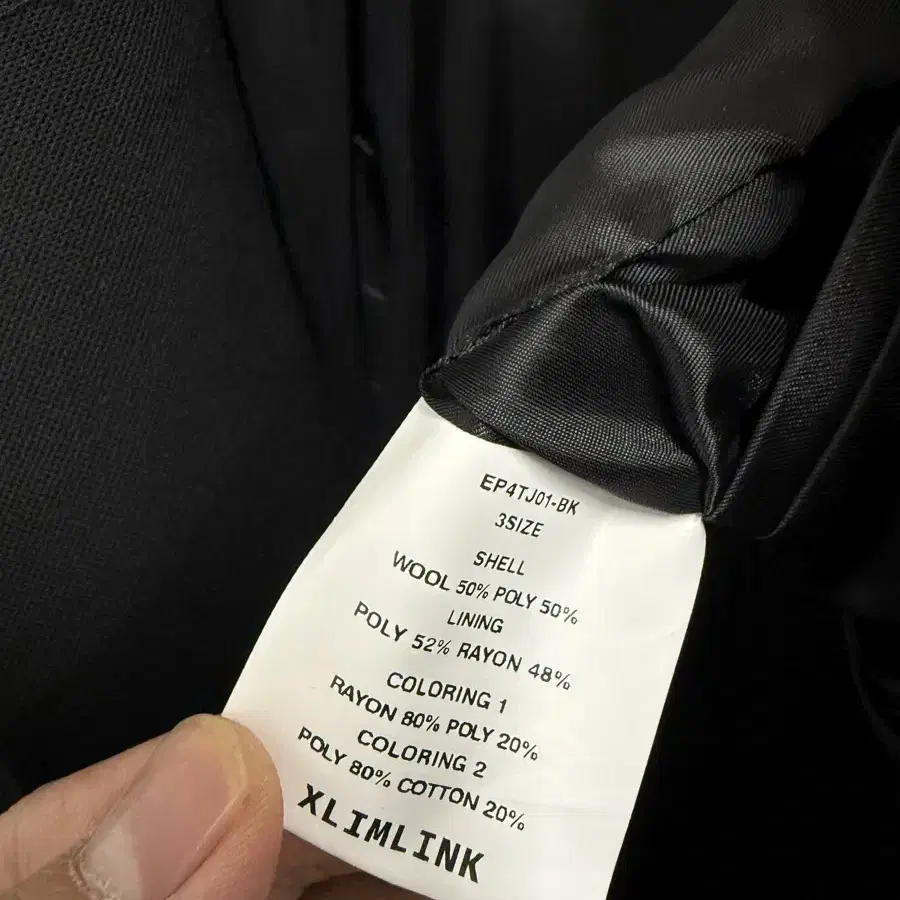 EP4TJ01-BK
3SIZE
SHELL
WOOL 50% POLY 50%
LINING
POLY 52% RAYON 48%
COLORING 1
RAYON 80% POLY 20%
COLORING 2
POLY 80% COTTON 20%
XLIMLINK